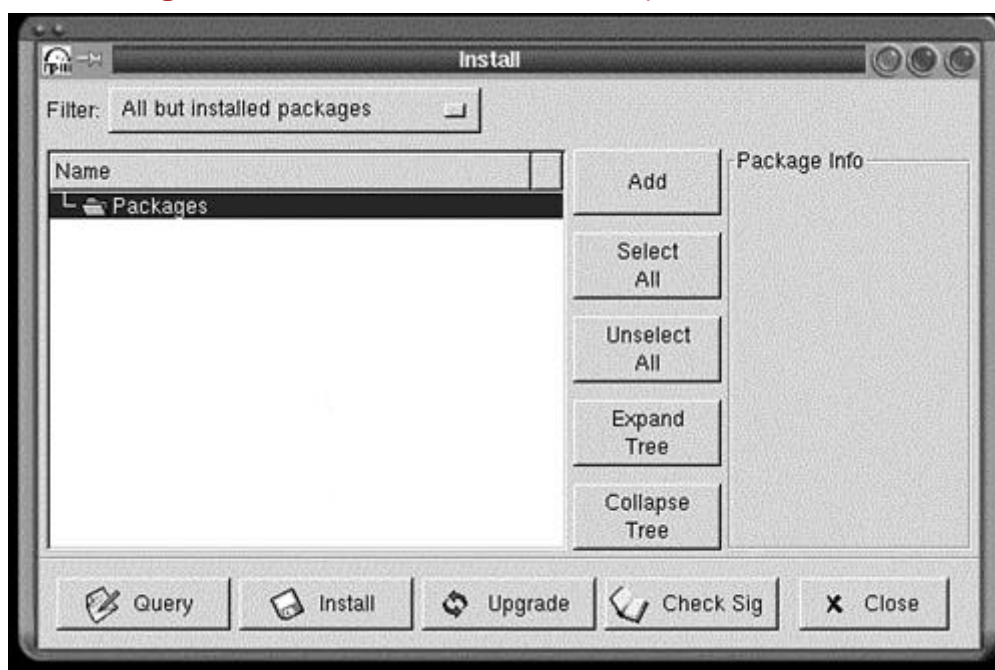 Install
Filter: All but installed packages
Name
Packages
Add
Select
All
Unselect
All
Expand
Tree
Collapse
Tree
Package Info
Query
Install
Upgrade
Check Sig
Close